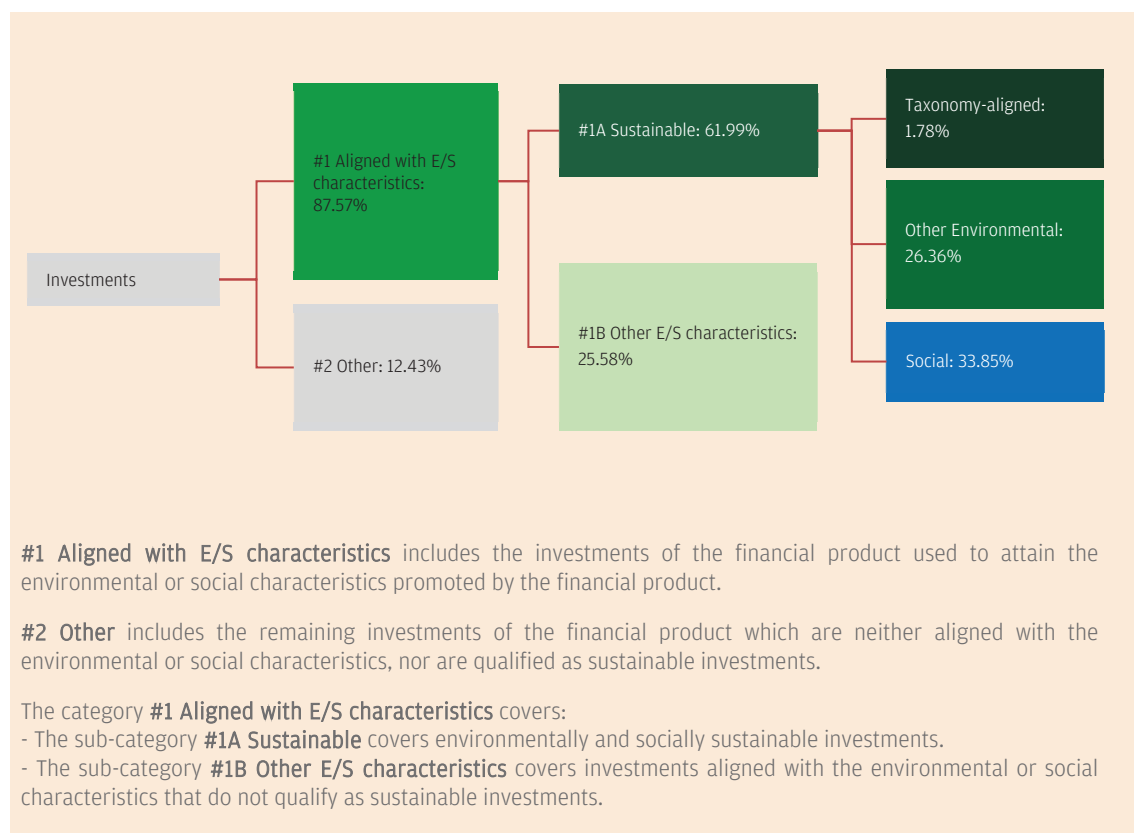 Investments
#1 Aligned with E/S
characteristics:
87.57%
#2 Other: 12.43%
#1A Sustainable: 61.99%
#1B Other E/S characteristics:
25.58%
Taxonomy-aligned:
1.78%
Other Environmental:
26.36%
Social: 33.85%
#1 Aligned with E/S characteristics includes the investments of the financial product used to attain the
environmental or social characteristics promoted by the financial product.
#2 Other includes the remaining investments of the financial product which are neither aligned with the
environmental or social characteristics, nor are qualified as sustainable investments.
The category #1 Aligned with E/S characteristics covers:
- The sub-category #1A Sustainable covers environmentally and socially sustainable investments.
- The sub-category #1B Other E/S characteristics covers investments aligned with the environmental or social
characteristics that do not qualify as sustainable investments.